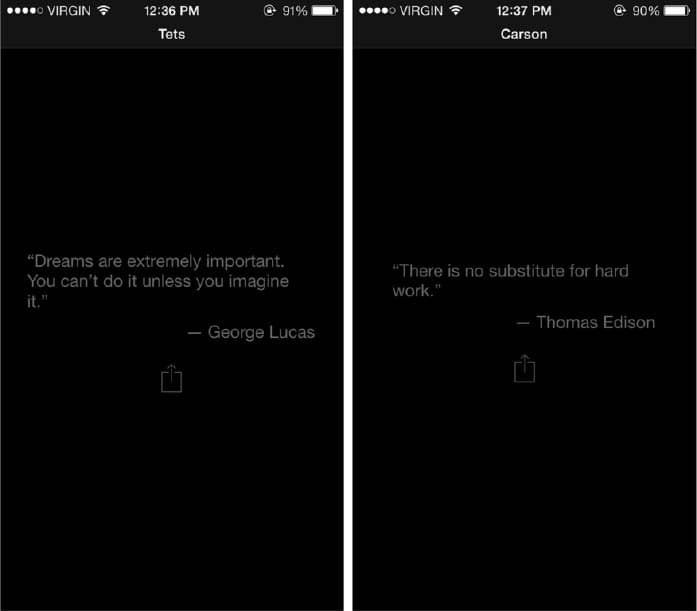 VIRGIN 12:36 PM 91%
Tets
“Dreams are extremely important.
You can’t do it unless you imagine
it.”
— George Lucas
VIRGIN 12:37 PM 90%
Carson
“There is no substitute for hard
work.”
— Thomas Edison